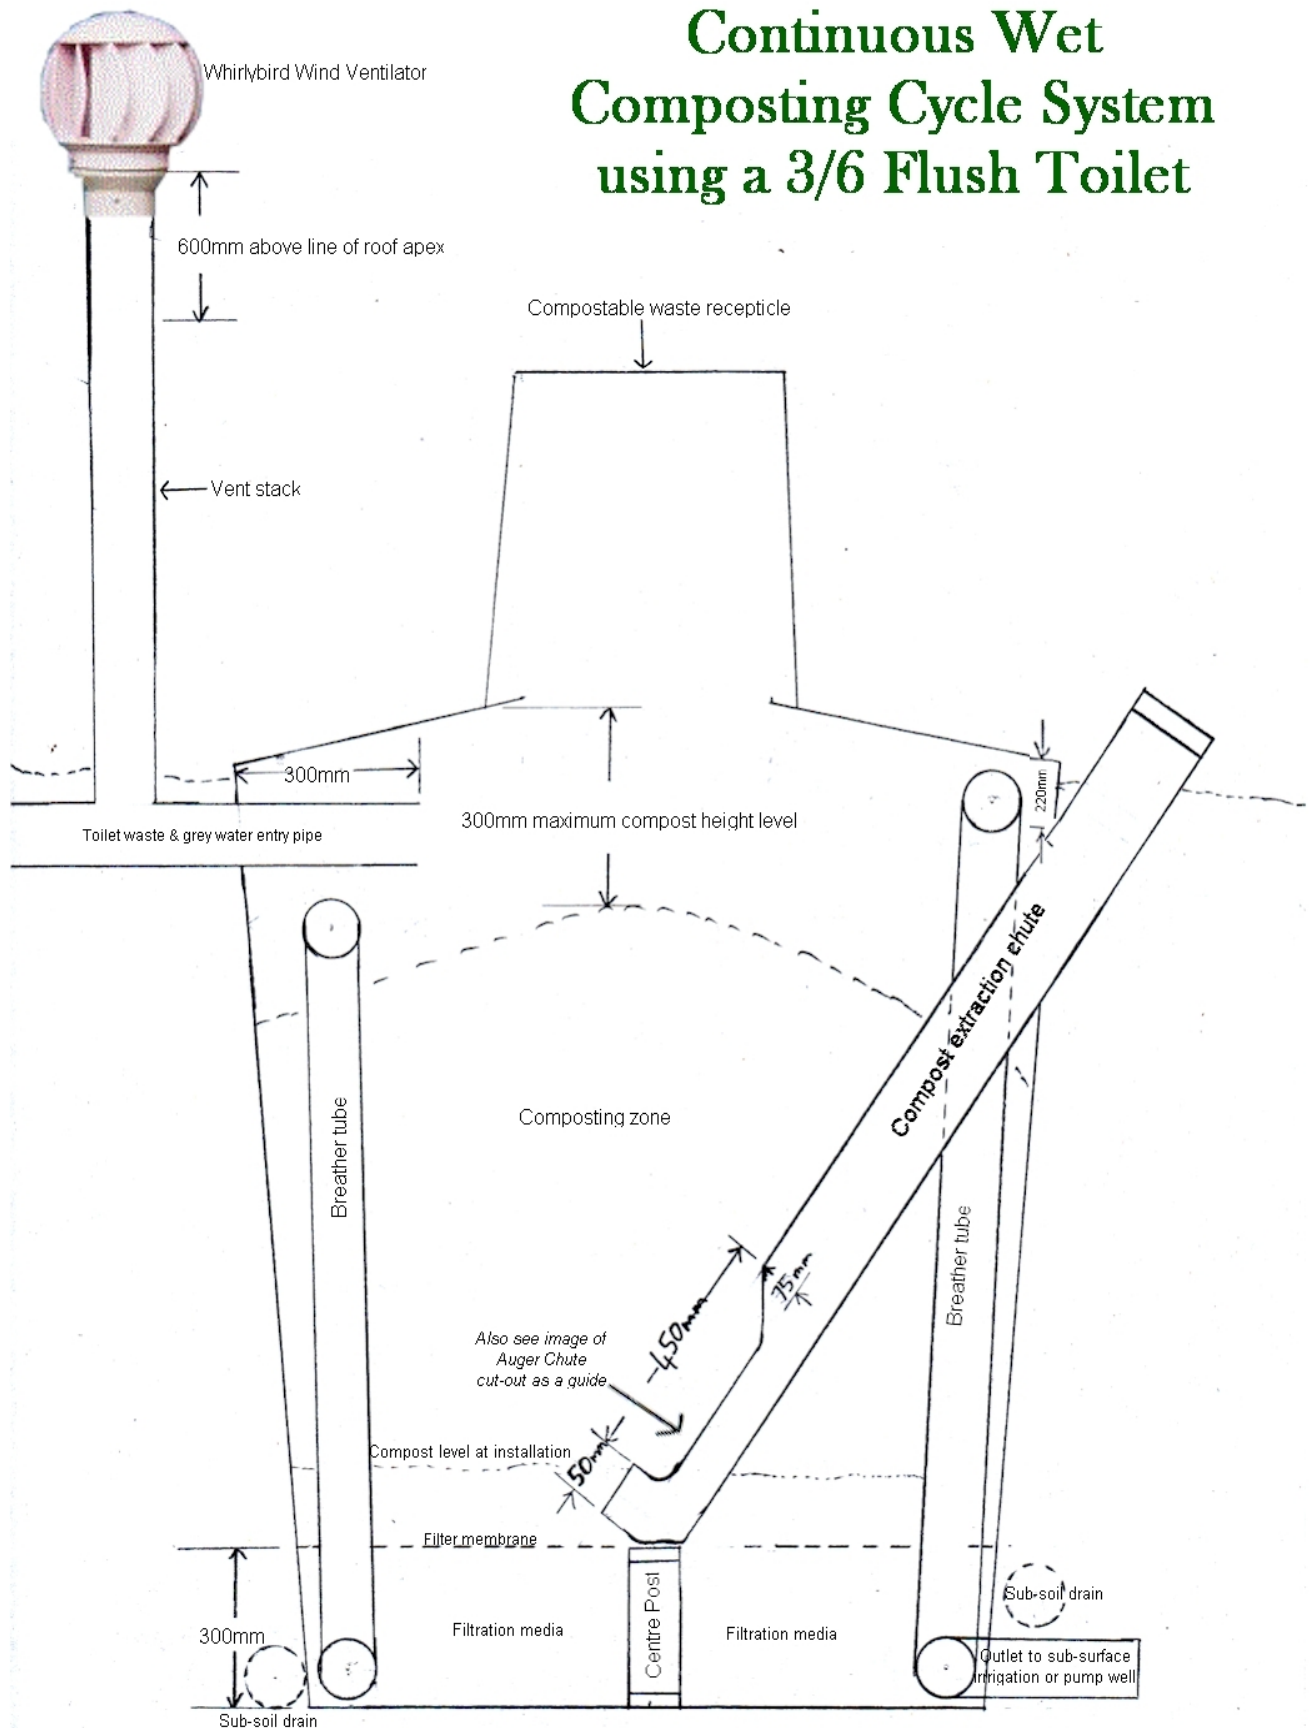 Continuous Wet
Composting Cycle System
using a 3/6 Flush Toilet
Whirlybird Wind Ventilator
600mm above line of roof apex
Compostable waste recepticle
Vent stack
300mm
220mm
300mm maximum compost height level
Toilet waste & grey water entry pipe
Compost extraction chute
Composting zone
Breather tube
Breather tube
75mm
450mm
Also see image of
Auger Chute
cut-out as a guide
Compost level at installation
50mm
Filter membrane
Centre Post
Sub-soil drain
Filtration media
Filtration media
300mm
Outlet to sub-surface
irrigation or pump well
Sub-soil drain